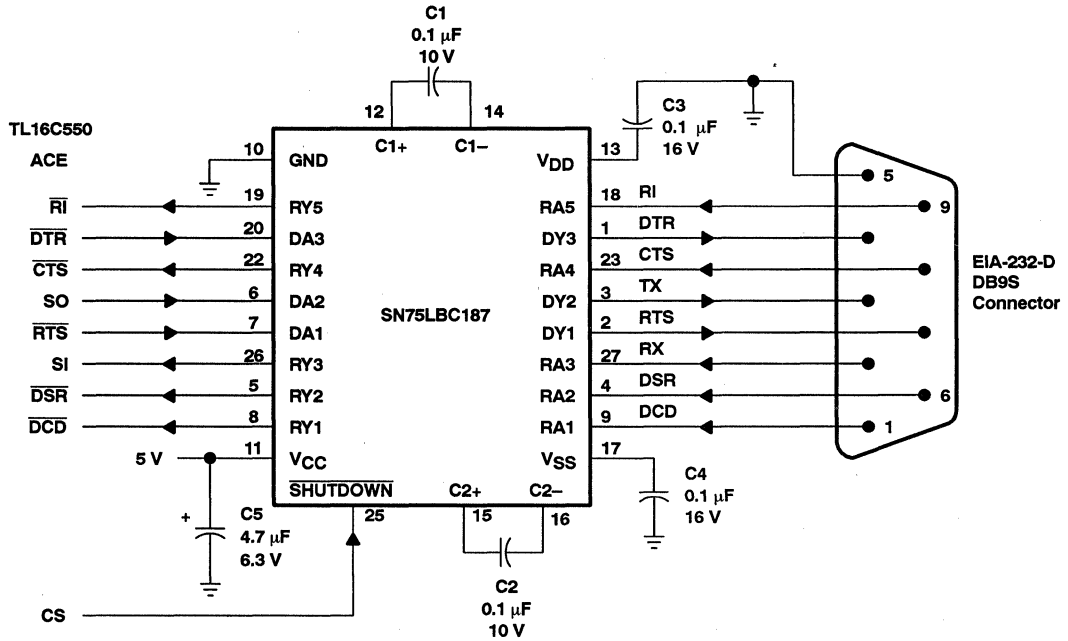 C1
0.1 μF
10 V
12
14
C1+
C1−
TL16C550
ACE
10
GND
VDD
13
C3
0.1 μF
16 V
5
RI
19
RY5
RA5
18
RI
9
DTR
20
DA3
DY3
1
DTR
CTS
22
RY4
RA4
23
CTS
SO
6
DA2
DY2
3
TX
SN75LBC187
RTS
7
DA1
DY1
2
RTS
SI
26
RY3
RA3
27
RX
DSR
5
RY2
RA2
4
DSR
6
DCD
8
RY1
RA1
9
DCD
1
EIA-232-D
DB9S
Connector
5 V
11
VCC
VSS
17
SHUTDOWN
C2+
C2−
25
15
16
+
C5
4.7 μF
6.3 V
C4
0.1 μF
16 V
C2
0.1 μF
10 V
CS